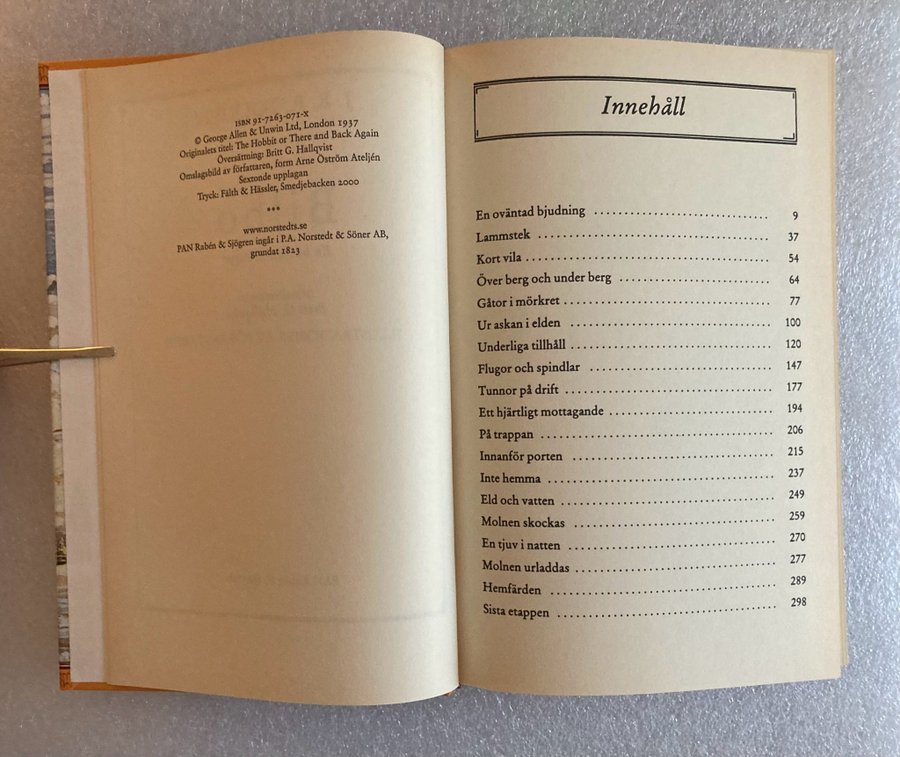 ISBN 91-7263-071-X
© George Allen & Unwin Ltd, London 1937
Originalets titel: The Hobbit or There and Back Again
Översättning: Britt G. Hallqvist
Omslagsbild av författaren, form Arne Öström Ateljén
Sextonde upplagan
Tryck: Fälth & Hässler, Smedjebacken 2000
***
www.norstedts.se
PAN Rabén & Sjögren ingår i P.A. Norstedt & Söner AB,
grundat 1823
Innehåll
En oväntad bjudning 9
Lammstek 37
Kort vila 54
Över berg och under berg 64
Gåtor i mörkret 77
Ur askan i elden 100
Underliga tillhåll 120
Flugor och spindlar 147
Tunnor på drift 177
Ett hjärtligt mottagande 194
På trappan 206
Innanför porten 215
Inte hemma 237
Eld och vatten 249
Molnen skockas 259
En tjuv i natten 270
Molnen urladdas 277
Hemfärden 289
Sista etappen 298